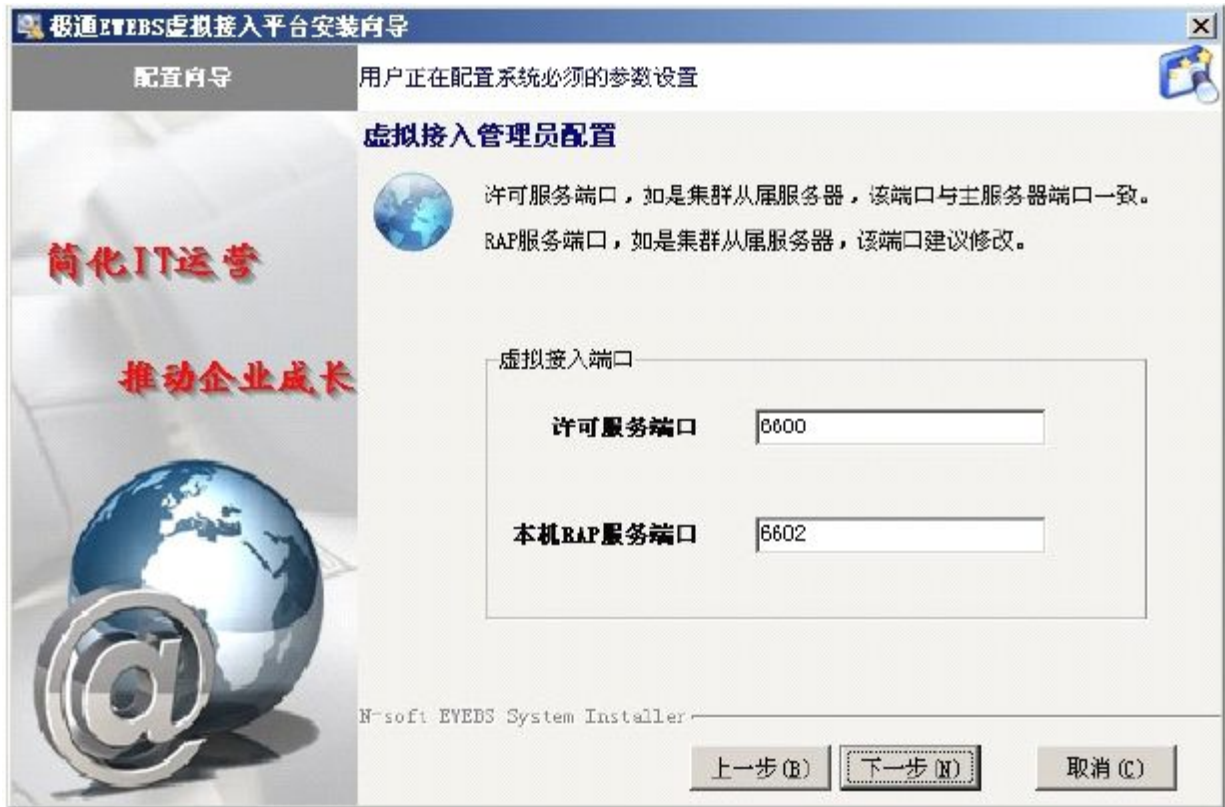 极通EWEBS虚拟接入平台安装向导
配置向导
用户正在配置系统必须的参数设置
虚拟接入管理员配置
许可服务端口，如是集群从属服务器，该端口与主服务器端口一致。
RAP服务端口，如是集群从属服务器，该端口建议修改。
简化IT运营
推动企业成长
虚拟接入端口
许可服务端口
6600
本机RAP服务端口
6602
N-soft EWEBS System Installer
上一步(B)
下一步(N)
取消(C)